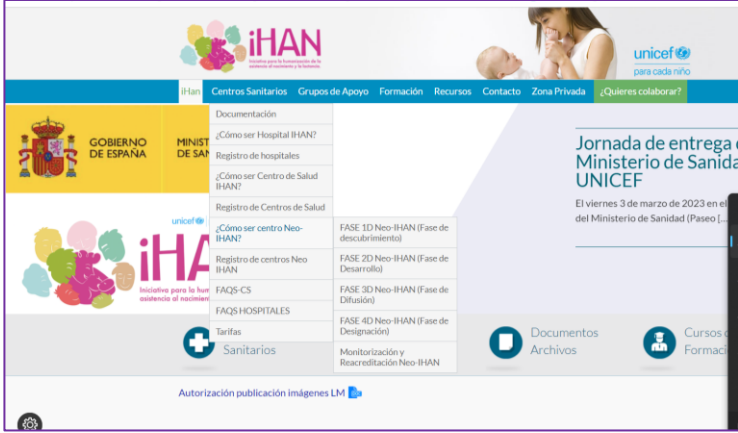 iHAN
Iniciativa para la humanización de la
asistencia al nacimiento y la lactancia
unicef
para cada niño
iHan Centros Sanitarios Grupos de Apoyo Formación Recursos Contacto Zona Privada ¿Quieres colaborar?
Documentación
¿Cómo ser Hospital IHAN?
Registro de hospitales
¿Cómo ser Centro de Salud
IHAN?
Registro de Centros de Salud
¿Cómo ser centro Neo-
IHAN?
Registro de centros Neo
IHAN
FAQS-CS
FAQS HOSPITALES
Tarifas
FASE 1D Neo-IHAN (Fase de
descubrimiento)
FASE 2D Neo-IHAN (Fase de
Desarrollo)
FASE 3D Neo-IHAN (Fase de
Difusión)
FASE 4D Neo-IHAN (Fase de
Designación)
Monitorización y
Reacreditación Neo-IHAN
GOBIERNO
DE ESPAÑA
MINIST
DE SAN
unicef
iHA
Iniciativa para la hum
asistencia al nacimien
Jornada de entrega
Ministerio de Sanida
UNICEF
El viernes 3 de marzo de 2023 en el
del Ministerio de Sanidad (Paseo [...
Sanitarios
Documentos
Archivos
Cursos
Formaci
Autorización publicación imágenes LM